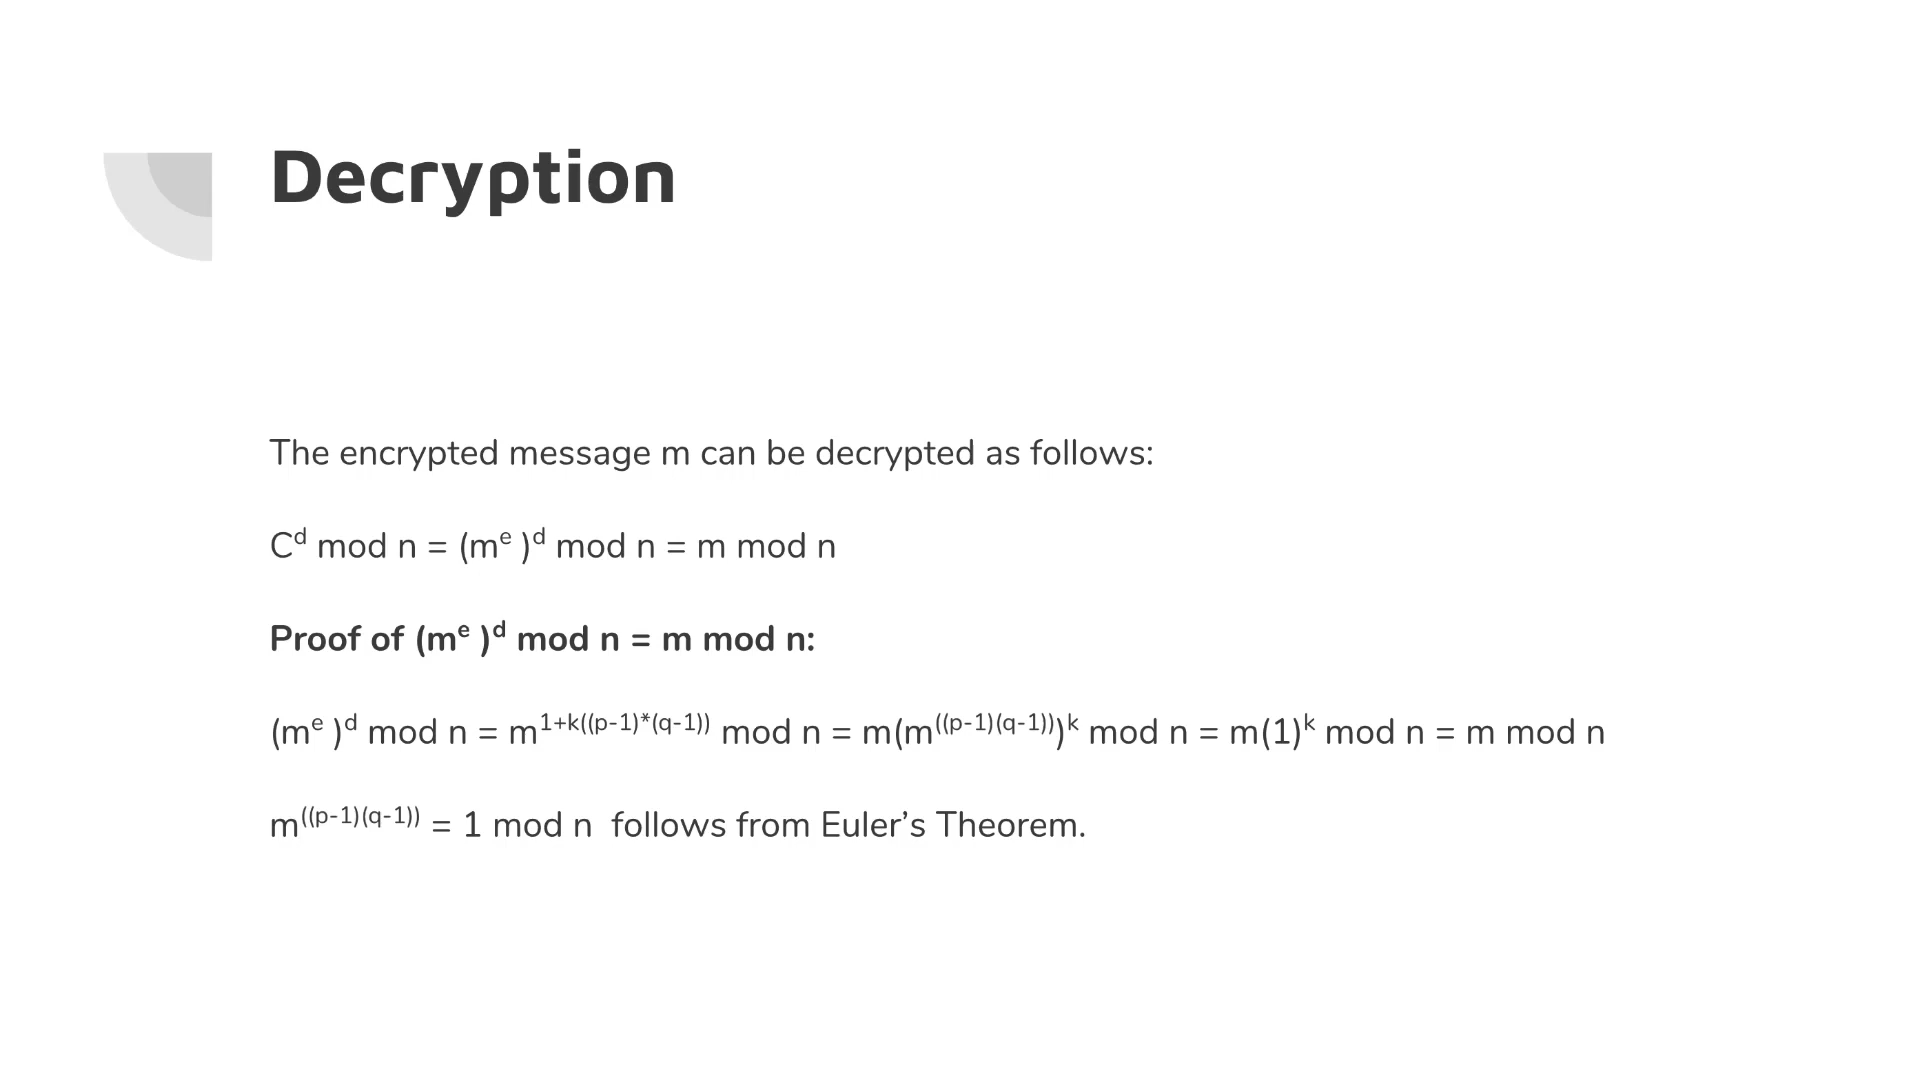 Decryption
The encrypted message m can be decrypted as follows:
Cᵈ mod n = (mᵉ )ᵈ mod n = m mod n
Proof of (mᵉ )ᵈ mod n = m mod n:
(mᵉ )ᵈ mod n = m^1+k((p-1)*(q-1)) mod n = m(m^((p-1)(q-1)))ᵏ mod n = m(1)ᵏ mod n = m mod n
m^((p-1)(q-1)) = 1 mod n follows from Euler’s Theorem.